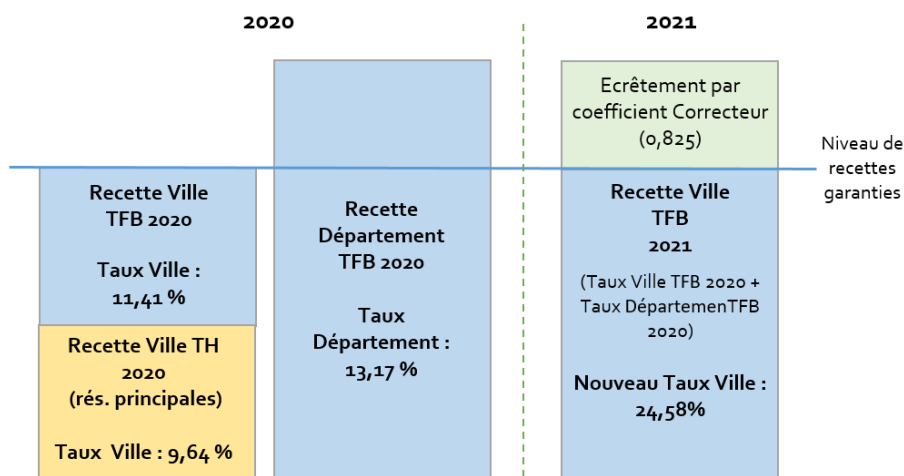 2020
2021
Recette Ville
TFB 2020
Taux Ville :
11,41 %
Recette Ville TH
2020
(rés. principales)
Taux Ville : 9,64 %
Recette
Département
TFB 2020
Taux
Département :
13,17 %
Ecrêtement par
coefficient Correcteur
(0,825)
Recette Ville
TFB
2021
(Taux Ville TFB 2020 +
Taux DépartemenTFB
2020)
Nouveau Taux Ville :
24,58%
Niveau de
recettes
garanties